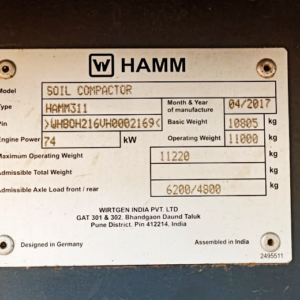 W HAMM
Model SOIL COMPACTOR
Type HAMM311 Month & Year of manufacture 04/2017
Pin >WHB0H216VH0002169< Basic Weight 10805 kg
Engine Power 74 kW Operating Weight 11000 kg
Maximum Operating Weight 11220 kg
Admissible Total Weight kg
Admissible Axle Load front / rear 6200/4800 kg
WIRTGEN INDIA PVT. LTD
GAT 301 & 302, Bhandgaon Daund Taluk
Pune District, Pin 412214, India
Designed in Germany Assembled in India
2495511